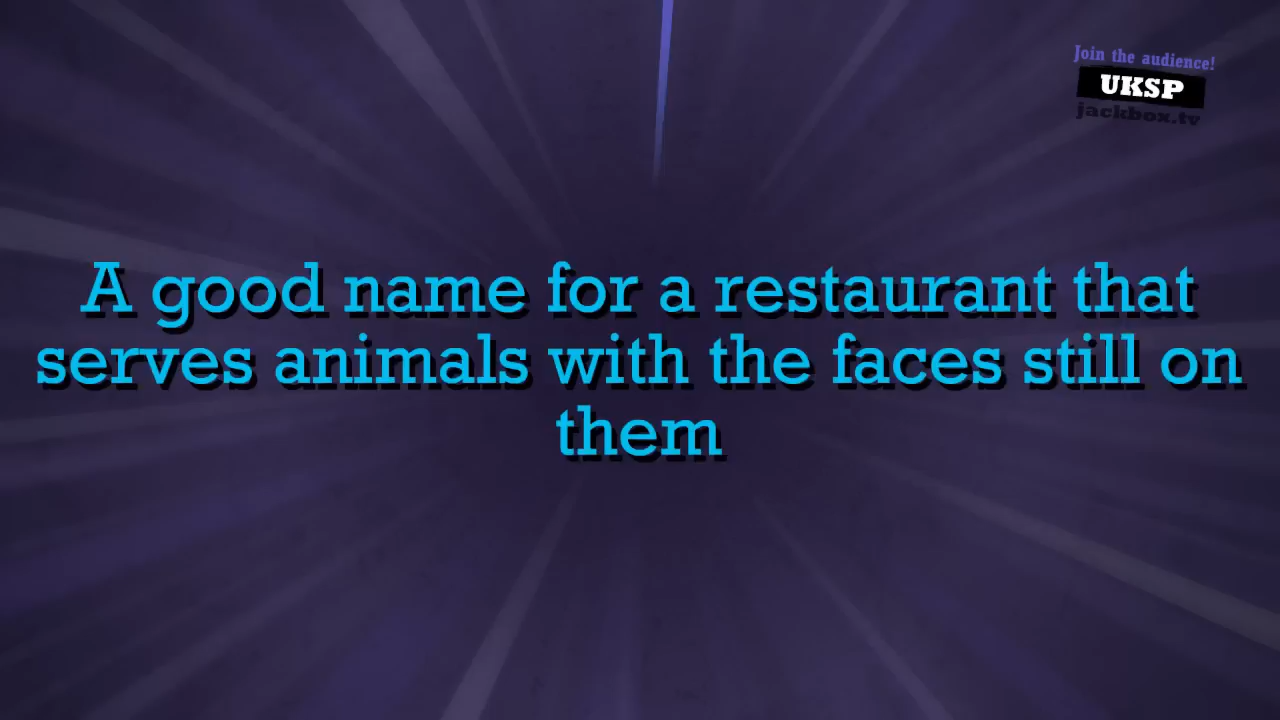 Join the audience!
UKSP
jackbox.tv
A good name for a restaurant that
serves animals with the faces still on
them